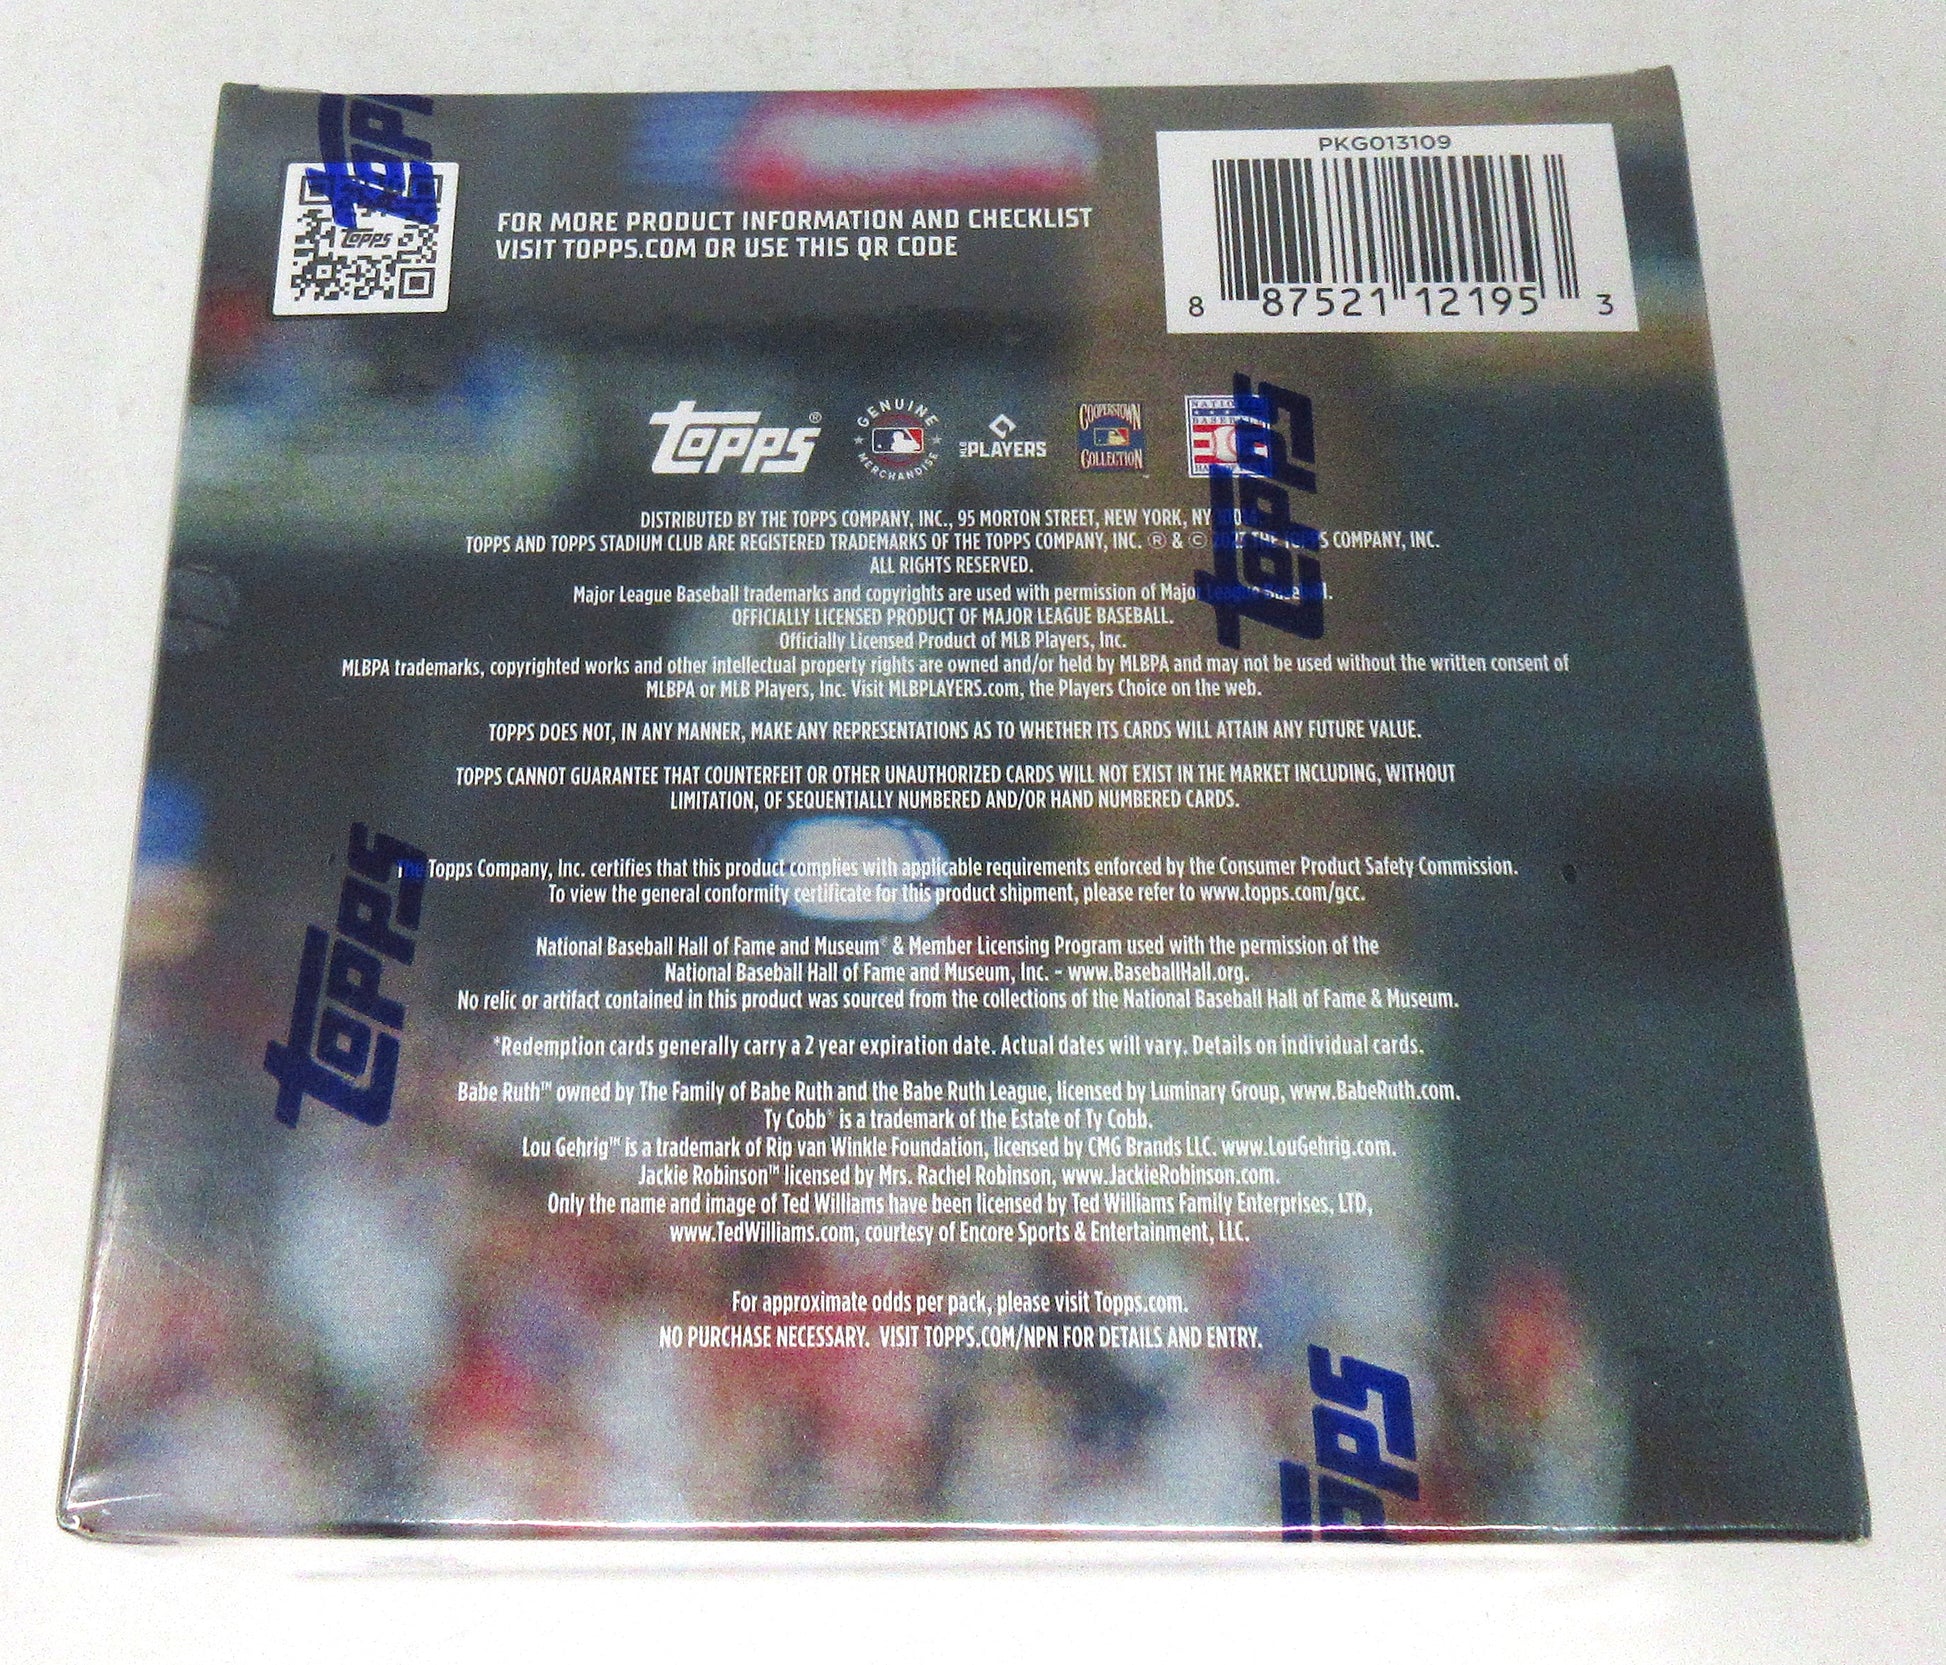 Topps
PKG013109
FOR MORE PRODUCT INFORMATION AND CHECKLIST
VISIT TOPPS.COM OR USE THIS QR CODE
Topps
8 87521 12195 3
Topps®
GENUINE MERCHANDISE
MLB PLAYERS
COOPERSTOWN COLLECTION
Topps
DISTRIBUTED BY THE TOPPS COMPANY, INC., 95 MORTON STREET, NEW YORK, NY
TOPPS AND TOPPS STADIUM CLUB ARE REGISTERED TRADEMARKS OF THE TOPPS COMPANY, INC. ® & © THE TOPPS COMPANY, INC.
ALL RIGHTS RESERVED.
Major League Baseball trademarks and copyrights are used with permission of Major League Baseball.
OFFICIALLY LICENSED PRODUCT OF MAJOR LEAGUE BASEBALL.
Officially Licensed Product of MLB Players, Inc.
MLBPA trademarks, copyrighted works and other intellectual property rights are owned and/or held by MLBPA and may not be used without the written consent of
MLBPA or MLB Players, Inc. Visit MLBPLAYERS.com, the Players Choice on the web.
TOPPS DOES NOT, IN ANY MANNER, MAKE ANY REPRESENTATIONS AS TO WHETHER ITS CARDS WILL ATTAIN ANY FUTURE VALUE.
TOPPS CANNOT GUARANTEE THAT COUNTERFEIT OR OTHER UNAUTHORIZED CARDS WILL NOT EXIST IN THE MARKET INCLUDING, WITHOUT
LIMITATION, OF SEQUENTIALLY NUMBERED AND/OR HAND NUMBERED CARDS.
The Topps Company, Inc. certifies that this product complies with applicable requirements enforced by the Consumer Product Safety Commission.
To view the general conformity certificate for this product shipment, please refer to www.topps.com/gcc.
Topps
National Baseball Hall of Fame and Museum® & Member Licensing Program used with the permission of the
National Baseball Hall of Fame and Museum, Inc. - www.BaseballHall.org.
No relic or artifact contained in this product was sourced from the collections of the National Baseball Hall of Fame & Museum.
*Redemption cards generally carry a 2 year expiration date. Actual dates will vary. Details on individual cards.
Babe Ruth™ owned by The Family of Babe Ruth and the Babe Ruth League, licensed by Luminary Group, www.BabeRuth.com.
Ty Cobb® is a trademark of the Estate of Ty Cobb.
Lou Gehrig™ is a trademark of Rip van Winkle Foundation, licensed by CMG Brands LLC. www.LouGehrig.com.
Jackie Robinson™ licensed by Mrs. Rachel Robinson, www.JackieRobinson.com.
Only the name and image of Ted Williams have been licensed by Ted Williams Family Enterprises, LTD,
www.TedWilliams.com, courtesy of Encore Sports & Entertainment, LLC.
For approximate odds per pack, please visit Topps.com.
NO PURCHASE NECESSARY. VISIT TOPPS.COM/NPN FOR DETAILS AND ENTRY.